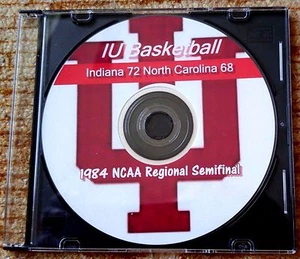 IU Basketball
Indiana 72 North Carolina 68
1984 NCAA Regional Semifinal